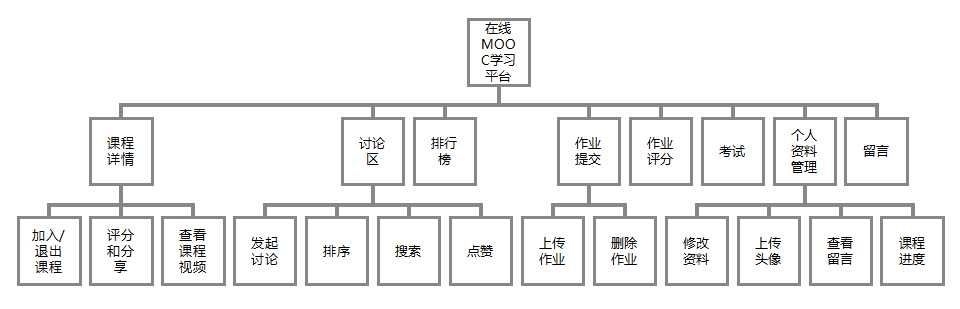 在线
MOO
C学习
平台
课程
详情
讨论
区
排行
榜
作业
提交
作业
评分
考试
个人
资料
管理
留言
加入/
退出
课程
评分
和分
享
查看
课程
视频
发起
讨论
排序
搜索
点赞
上传
作业
删除
作业
修改
资料
上传
头像
查看
留言
课程
进度